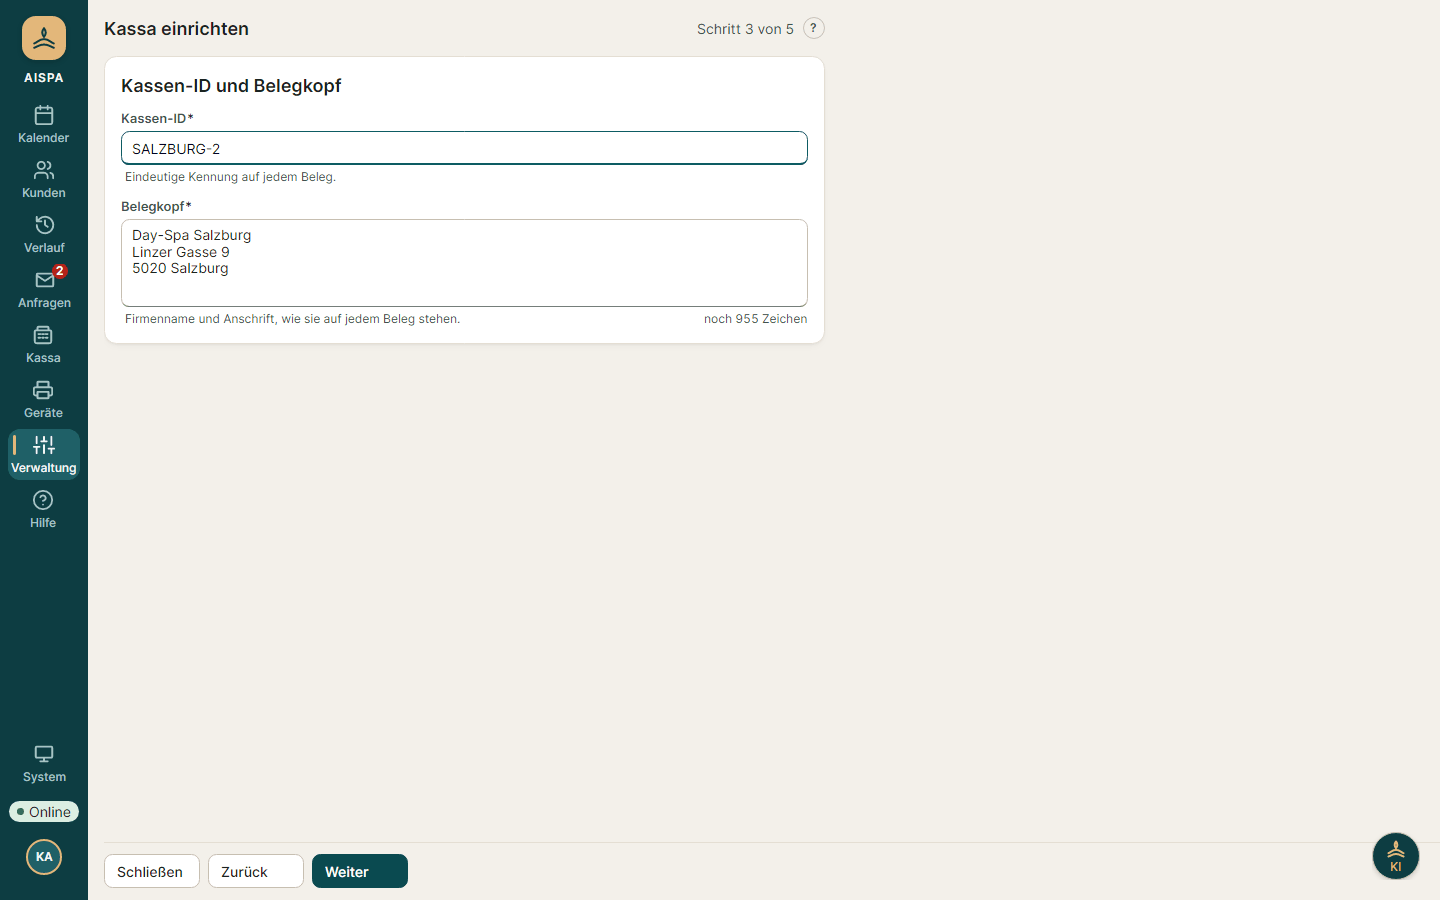 AISPA
Kalender
Kunden
Verlauf
2
Anfragen
Kassa
Geräte
Verwaltung
Hilfe
System
Online
KA
Kassa einrichten
Schritt 3 von 5 ?
Kassen-ID und Belegkopf
Kassen-ID*
SALZBURG-2
Eindeutige Kennung auf jedem Beleg.
Belegkopf*
Day-Spa Salzburg
Linzer Gasse 9
5020 Salzburg
Firmenname und Anschrift, wie sie auf jedem Beleg stehen. noch 955 Zeichen
Schließen Zurück Weiter
KI